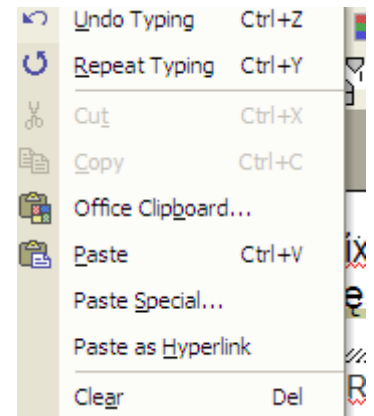 Undo Typing Ctrl+Z
Repeat Typing Ctrl+Y
Cut Ctrl+X
Copy Ctrl+C
Office Clipboard...
Paste Ctrl+V
Paste Special...
Paste as Hyperlink
Clear Del